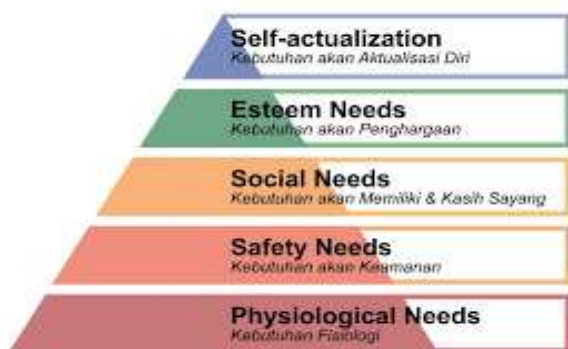 Self-actualization
Kebutuhan akan Aktualisasi Diri
Esteem Needs
Kebutuhan akan Penghargaan
Social Needs
Kebutuhan akan Memiliki & Kasih Sayang
Safety Needs
Kebutuhan akan Keamanan
Physiological Needs
Kebutuhan Fisiologi